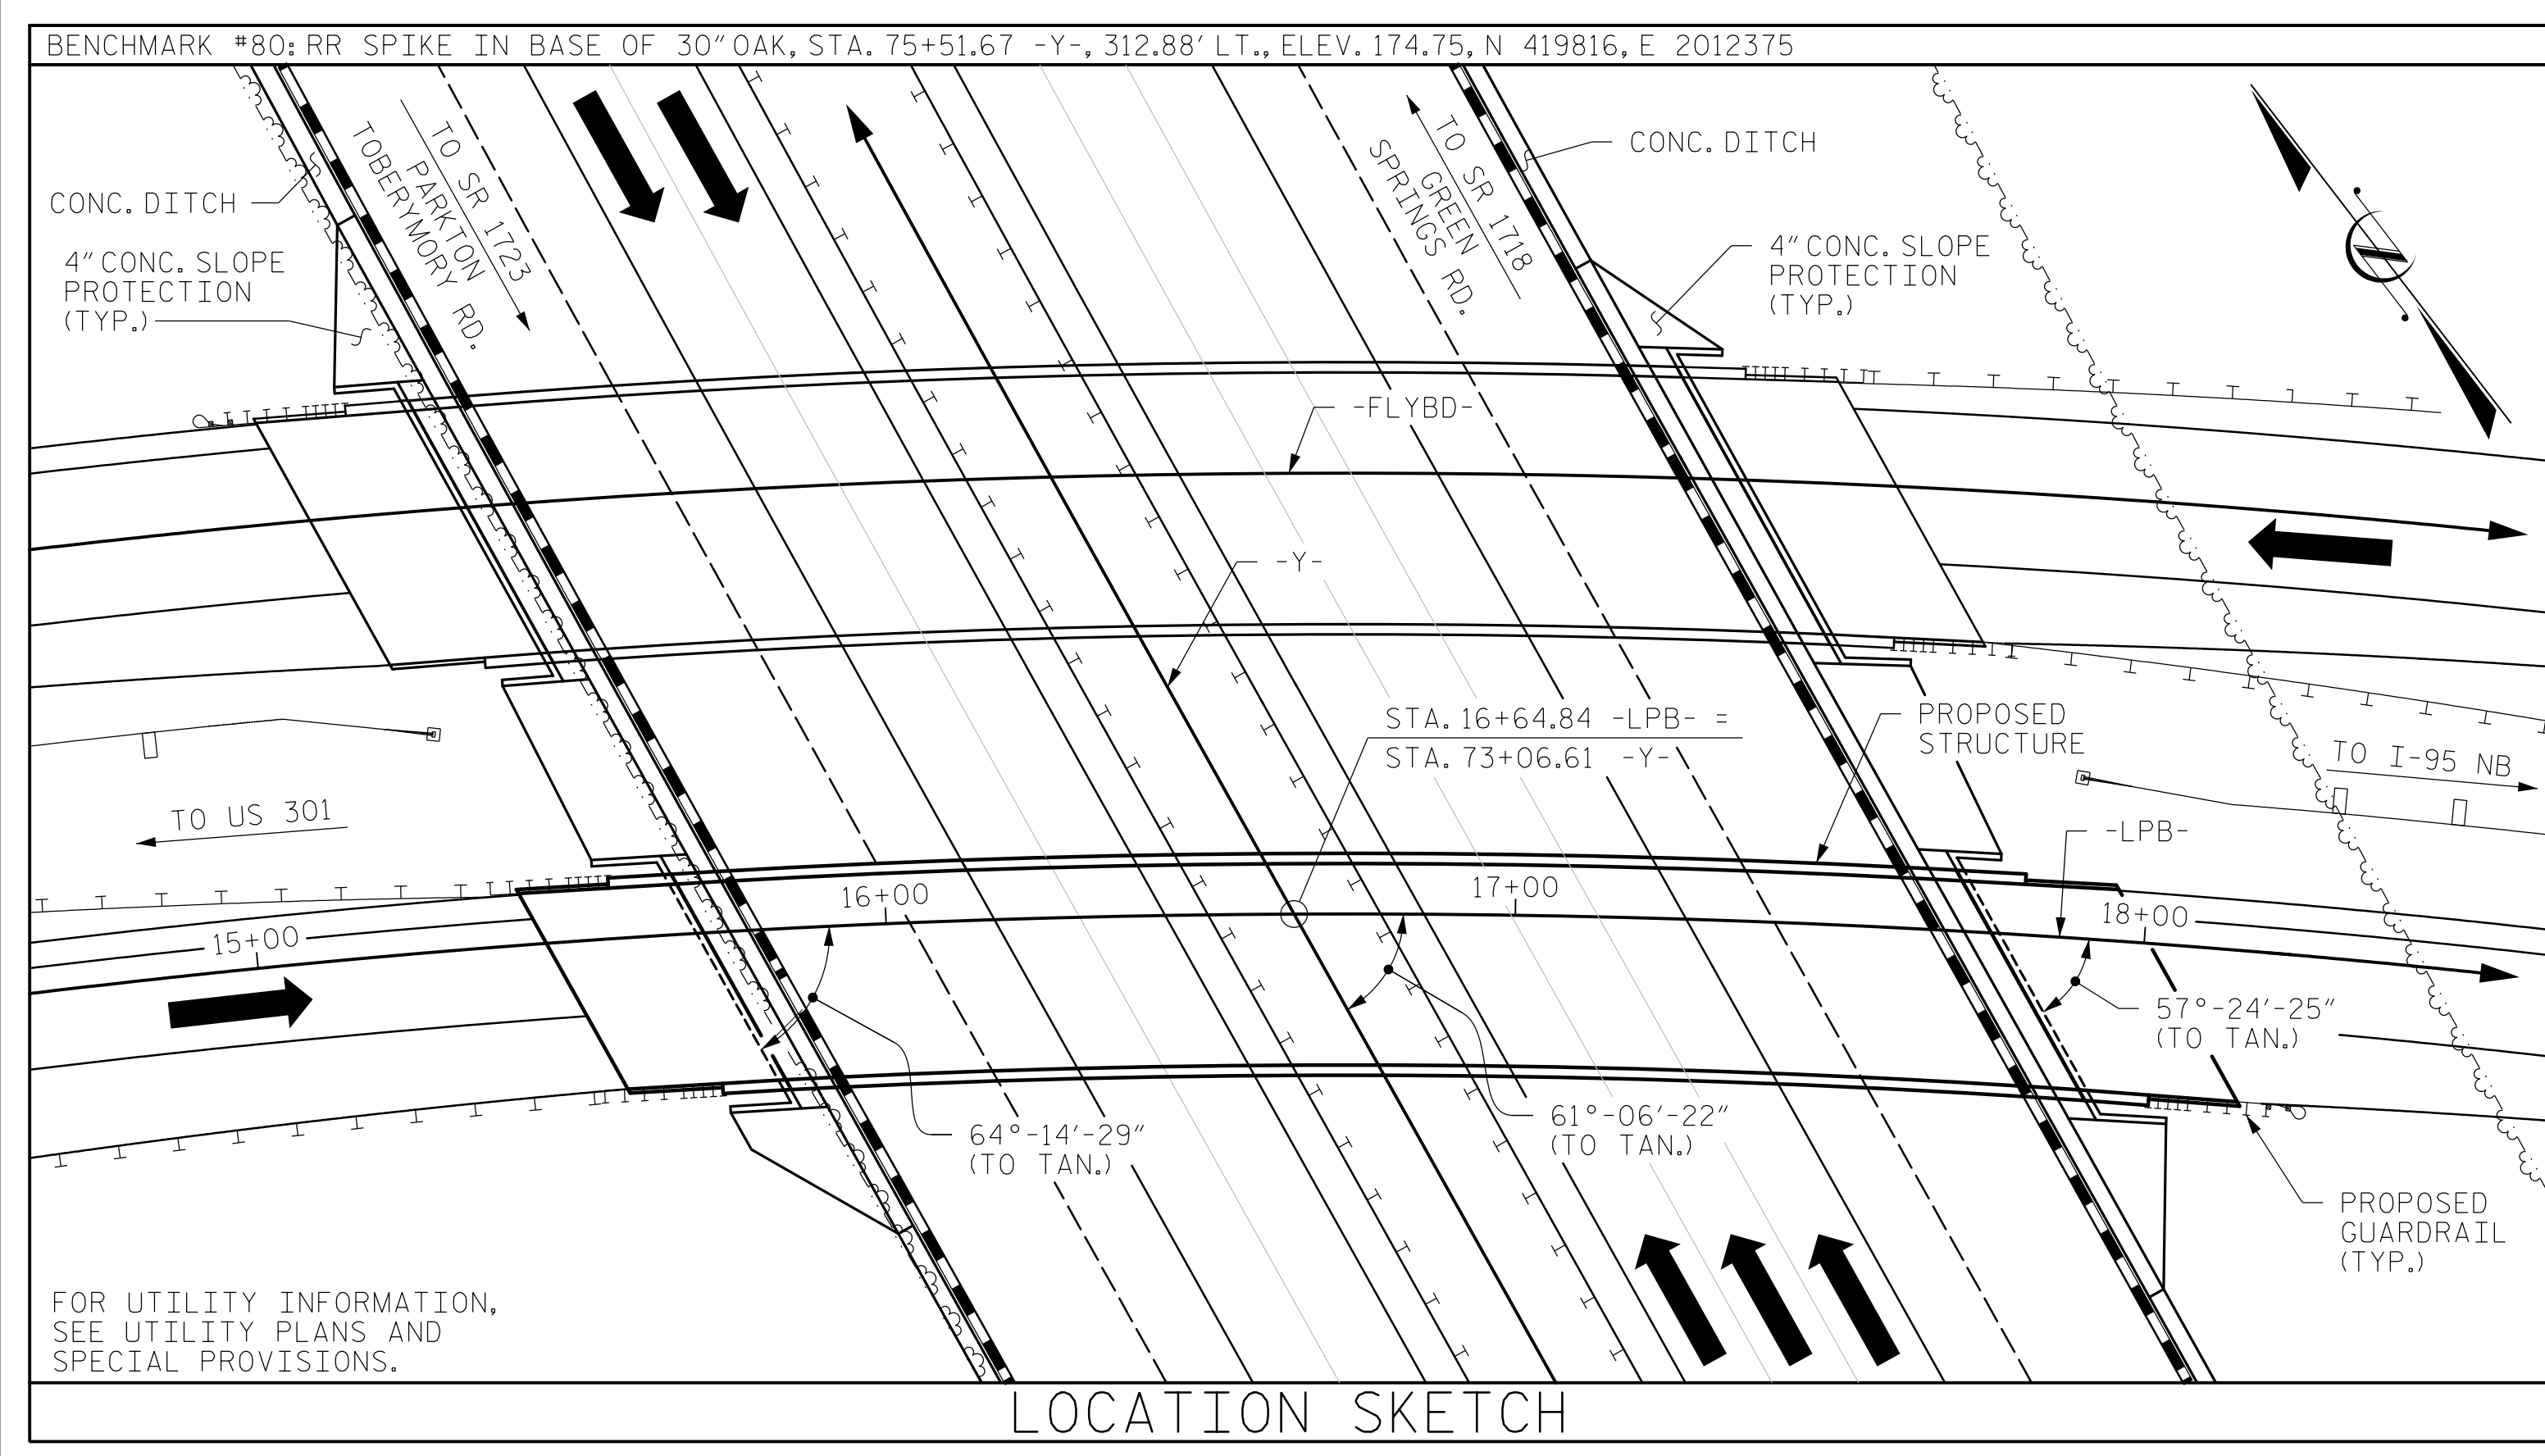 BENCHMARK #80: RR SPIKE IN BASE OF 30" OAK, STA. 75+51.67 -Y-, 312.88' LT., ELEV. 174.75, N 419816, E 2012375
CONC. DITCH
4" CONC. SLOPE
PROTECTION
(TYP.)
TO SR 1723
PARKTON
TOBERYMORY RD.
TO SR 1718
GREEN
SPRINGS RD.
CONC. DITCH
4" CONC. SLOPE
PROTECTION
(TYP.)
-FLYBD-
-Y-
STA. 16+64.84 -LPB- =
STA. 73+06.61 -Y-
PROPOSED
STRUCTURE
TO I-95 NB
TO US 301
-LPB-
15+00
16+00
17+00
18+00
57°-24'-25"
(TO TAN.)
64°-14'-29"
(TO TAN.)
61°-06'-22"
(TO TAN.)
PROPOSED
GUARDRAIL
(TYP.)
FOR UTILITY INFORMATION,
SEE UTILITY PLANS AND
SPECIAL PROVISIONS.
LOCATION SKETCH